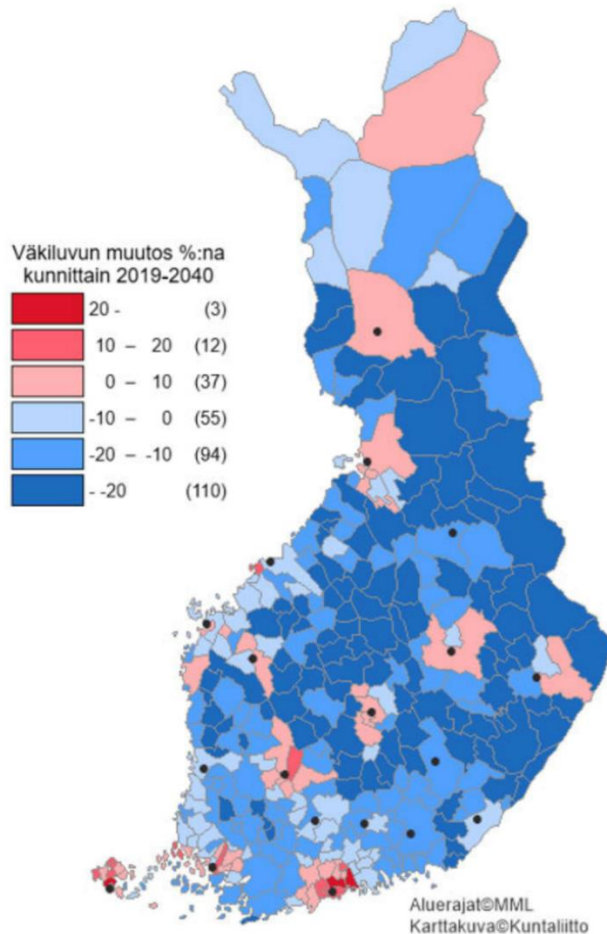 Väkiluvun muutos %:na
kunnittain 2019-2040
20 - (3)
10 – 20 (12)
0 – 10 (37)
-10 – 0 (55)
-20 – -10 (94)
- -20 (110)
Aluerajat©MML
Karttakuva©Kuntaliitto